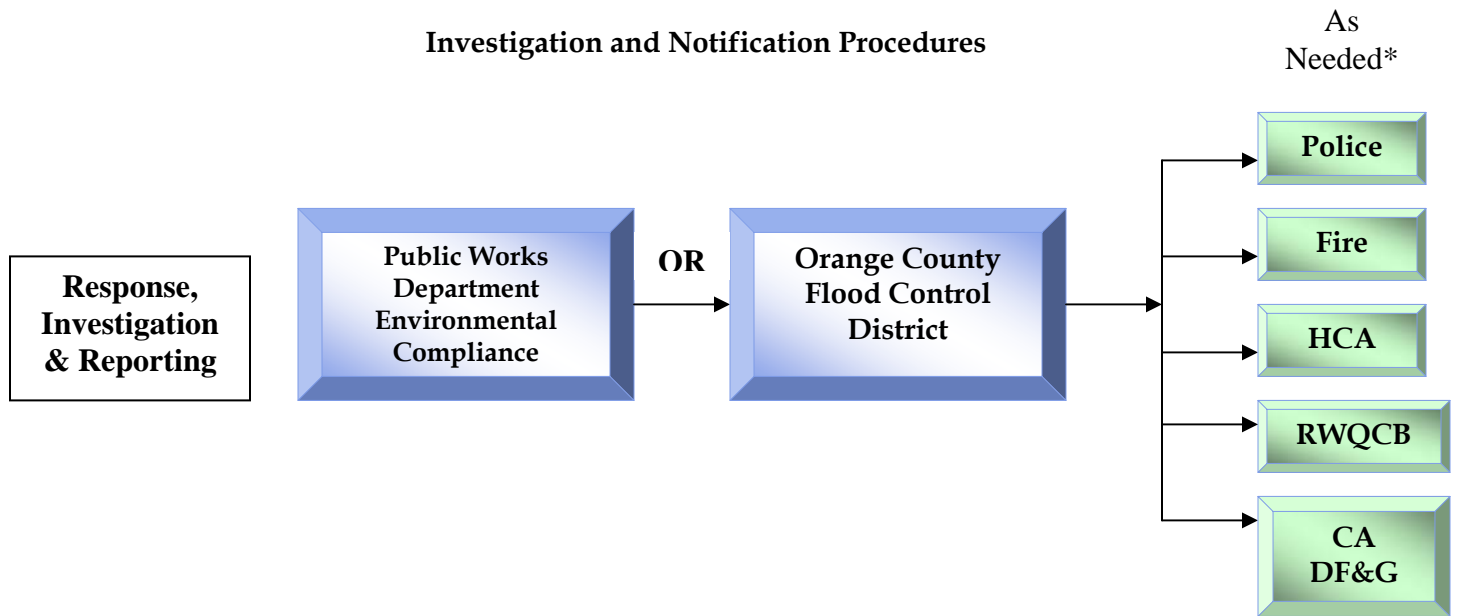 Investigation and Notification Procedures
As
Needed*
Response,
Investigation
& Reporting
Public Works
Department
Environmental
Compliance
OR
Orange County
Flood Control
District
Police
Fire
HCA
RWQCB
CA
DF&G